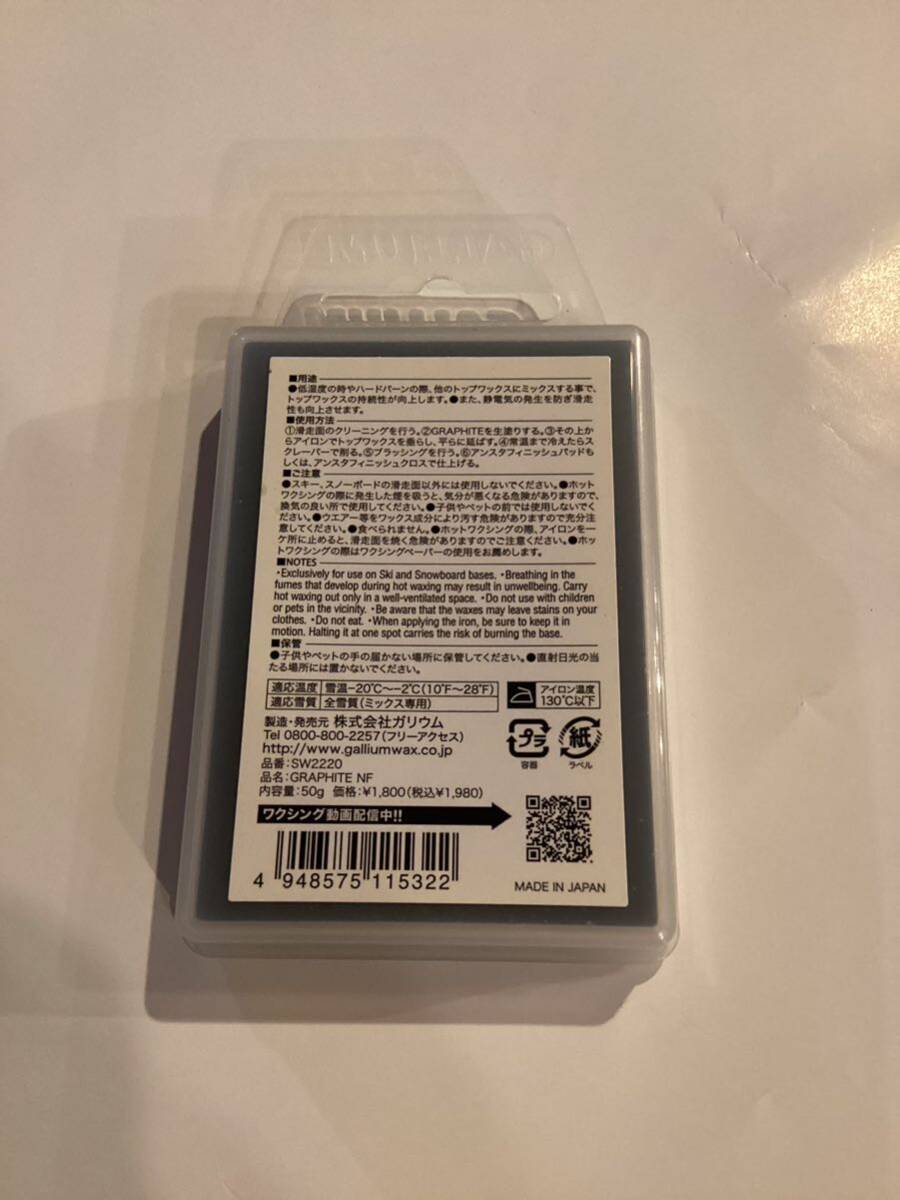 GALLIUM
■用途
●低湿度の時やハードバーンの際、他のトップワックスにミックスする事で、
トップワックスの持続性が向上します。●また、静電気の発生を防ぎ滑走
性も向上させます。
■使用方法
①滑走面のクリーニングを行う。②GRAPHITEを生塗りする。③その上か
らアイロンでトップワックスを垂らし、平らに延ばす。④常温まで冷えたらス
クレーパーで削る。⑤ブラッシングを行う。⑥アンスタフィニッシュパッドも
しくは、アンスタフィニッシュクロスで仕上げる。
■ご注意
●スキー、スノーボードの滑走面以外には使用しないでください。●ホット
ワクシングの際に発生した煙を吸うと、気分が悪くなる危険がありますので、
換気の良い所で使用してください。●子供やペットの前では使用しないでく
ださい。●ウエアー等をワックス成分により汚す危険がありますので充分注
意してください。●食べられません。●ホットワクシングの際、アイロンを一
ケ所に止めると、滑走面を焼く危険がありますのでご注意ください。●ホッ
トワクシングの際はワクシングペーパーの使用をお薦めします。
■NOTES
•Exclusively for use on Ski and Snowboard bases. •Breathing in the
fumes that develop during hot waxing may result in unwellbeing. Carry
hot waxing out only in a well-ventilated space. •Do not use with children
or pets in the vicinity. •Be aware that the waxes may leave stains on your
clothes. •Do not eat. •When applying the iron, be sure to keep it in
motion. Halting it at one spot carries the risk of burning the base.
■保管
●子供やペットの手の届かない場所に保管してください。●直射日光の当
たる場所には置かないでください。
適応温度 雪温−20℃〜−2℃(10°F〜28°F)
適応雪質 全雪質(ミックス専用)
アイロン温度
130℃以下
製造・発売元 株式会社ガリウム
Tel 0800-800-2257(フリーアクセス)
http://www.galliumwax.co.jp
品番:SW2220
品名:GRAPHITE NF
内容量:50g 価格:¥1,800(税込¥1,980)
プラ
容器
紙
ラベル
ワクシング動画配信中!!
4 948575 115322
MADE IN JAPAN